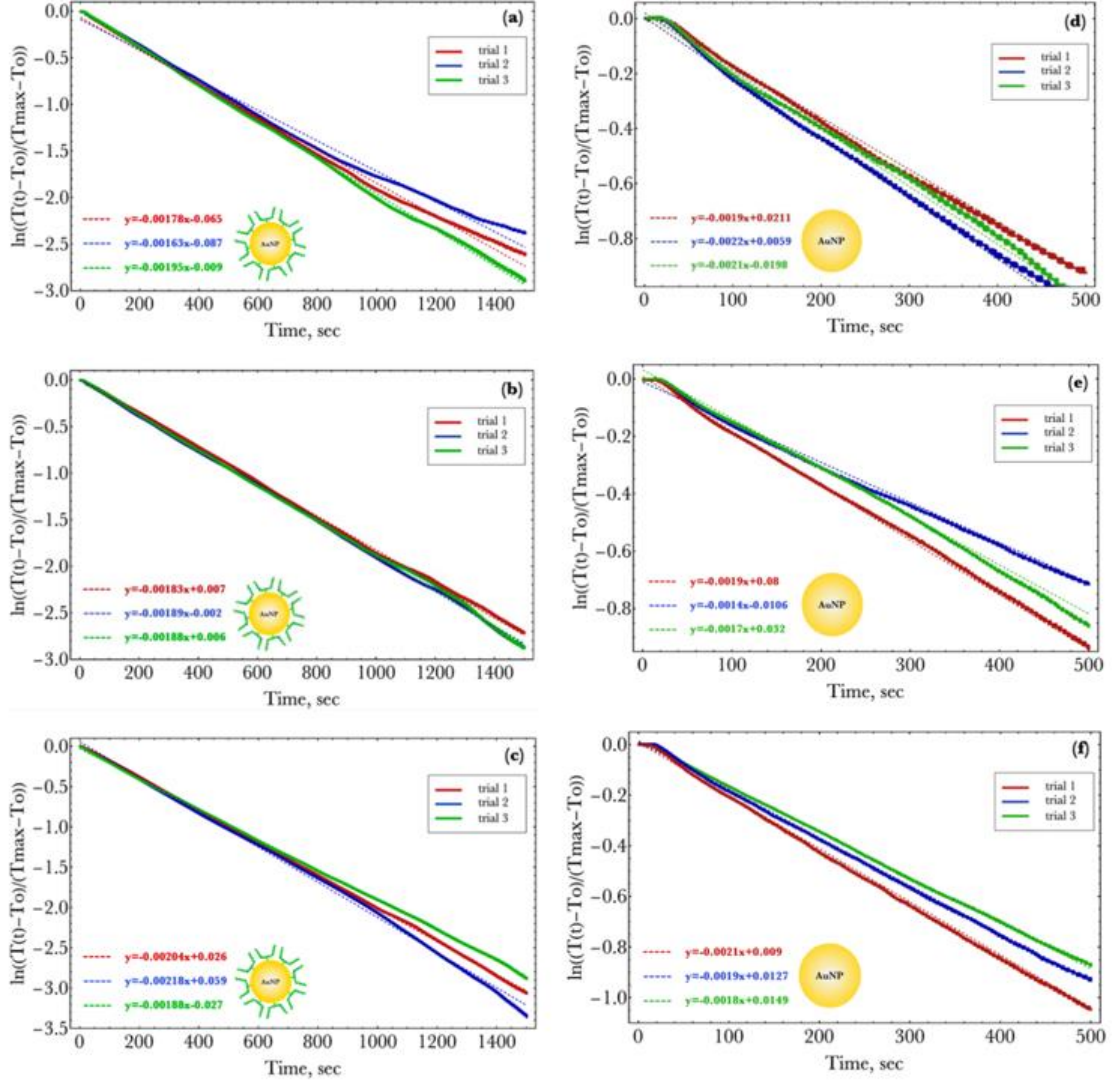 (a)
ln((T(t)−To)/(Tmax−To))
0.0
−0.5
−1.0
−1.5
−2.0
−2.5
−3.0
trial 1
trial 2
trial 3
y=-0.00178x-0.065
y=-0.00163x-0.087
y=-0.00195x-0.009
AuNP
0 200 400 600 800 1000 1200 1400
Time, sec
(d)
ln((T(t)−To)/(Tmax−To))
0.0
−0.2
−0.4
−0.6
−0.8
trial 1
trial 2
trial 3
y=-0.0019x+0.0211
y=-0.0022x+0.0059
y=-0.0021x-0.0198
AuNP
0 100 200 300 400 500
Time, sec
(b)
ln((T(t)−To)/(Tmax−To))
0.0
−0.5
−1.0
−1.5
−2.0
−2.5
−3.0
trial 1
trial 2
trial 3
y=-0.00183x+0.007
y=-0.00189x-0.002
y=-0.00188x+0.006
AuNP
0 200 400 600 800 1000 1200 1400
Time, sec
(e)
ln((T(t)−To)/(Tmax−To))
0.0
−0.2
−0.4
−0.6
−0.8
trial 1
trial 2
trial 3
y=-0.0019x+0.08
y=-0.0014x-0.0106
y=-0.0017x+0.032
AuNP
0 100 200 300 400 500
Time, sec
(c)
ln((T(t)−To)/(Tmax−To))
0.0
−0.5
−1.0
−1.5
−2.0
−2.5
−3.0
−3.5
trial 1
trial 2
trial 3
y=-0.00204x+0.026
y=-0.00218x+0.059
y=-0.00188x-0.027
AuNP
0 200 400 600 800 1000 1200 1400
Time, sec
(f)
ln((T(t)−To)/(Tmax−To))
0.0
−0.2
−0.4
−0.6
−0.8
−1.0
trial 1
trial 2
trial 3
y=-0.0021x+0.009
y=-0.0019x+0.0127
y=-0.0018x+0.0149
AuNP
0 100 200 300 400 500
Time, sec